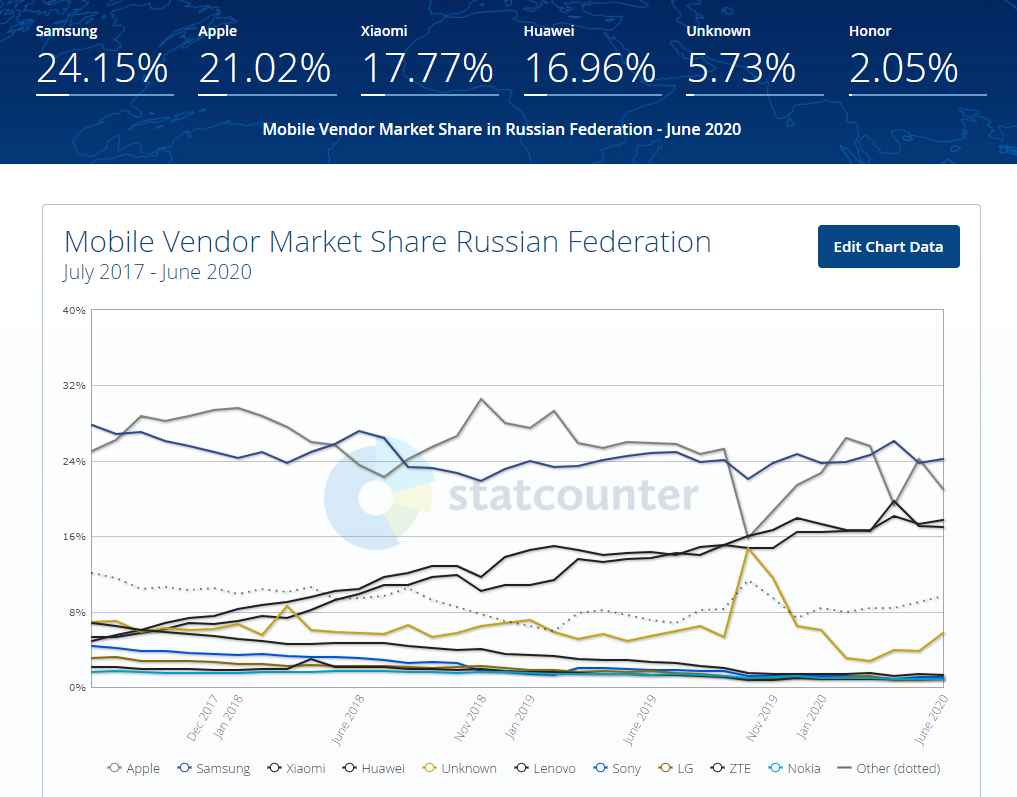 Samsung Apple Xiaomi Huawei Unknown Honor
24.15% 21.02% 17.77% 16.96% 5.73% 2.05%
Mobile Vendor Market Share in Russian Federation - June 2020
Mobile Vendor Market Share Russian Federation
Edit Chart Data
July 2017 - June 2020
40%
32%
24%
statcounter
16%
8%
0%
Dec 2017 Jan 2018 June 2018 Nov 2018 Jan 2019 June 2019 Nov 2019 Jan 2020 June 2020
Apple Samsung Xiaomi Huawei Unknown Lenovo Sony LG ZTE Nokia Other (dotted)